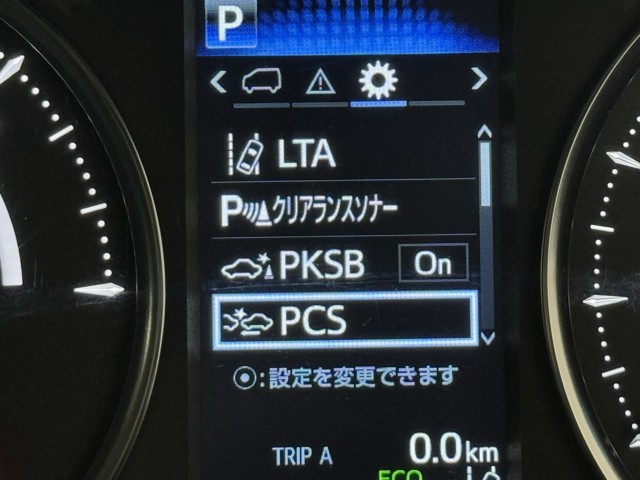 P
LTA
Pクリアランスソナー
PKSB On
PCS
⦿:設定を変更できます
TRIP A 0.0km
ECO